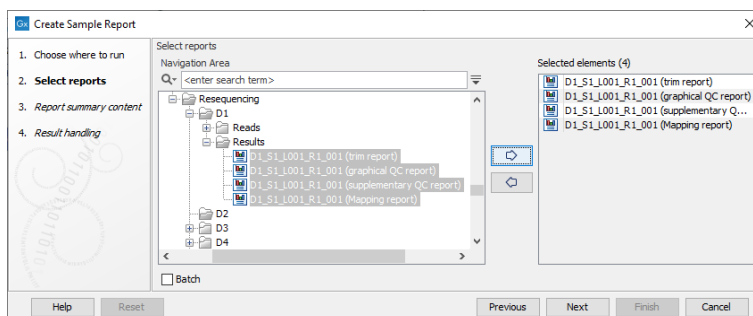 Gx Create Sample Report
1. Choose where to run
2. Select reports
3. Report summary content
4. Result handling
Select reports
Navigation Area
<enter search term>
Resequencing
D1
Reads
Results
D1_S1_L001_R1_001 (trim report)
D1_S1_L001_R1_001 (graphical QC report)
D1_S1_L001_R1_001 (supplementary QC report)
D1_S1_L001_R1_001 (Mapping report)
D2
D3
D4
Batch
Selected elements (4)
D1_S1_L001_R1_001 (trim report)
D1_S1_L001_R1_001 (graphical QC report)
D1_S1_L001_R1_001 (supplementary Q...
D1_S1_L001_R1_001 (Mapping report)
Help Reset Previous Next Finish Cancel